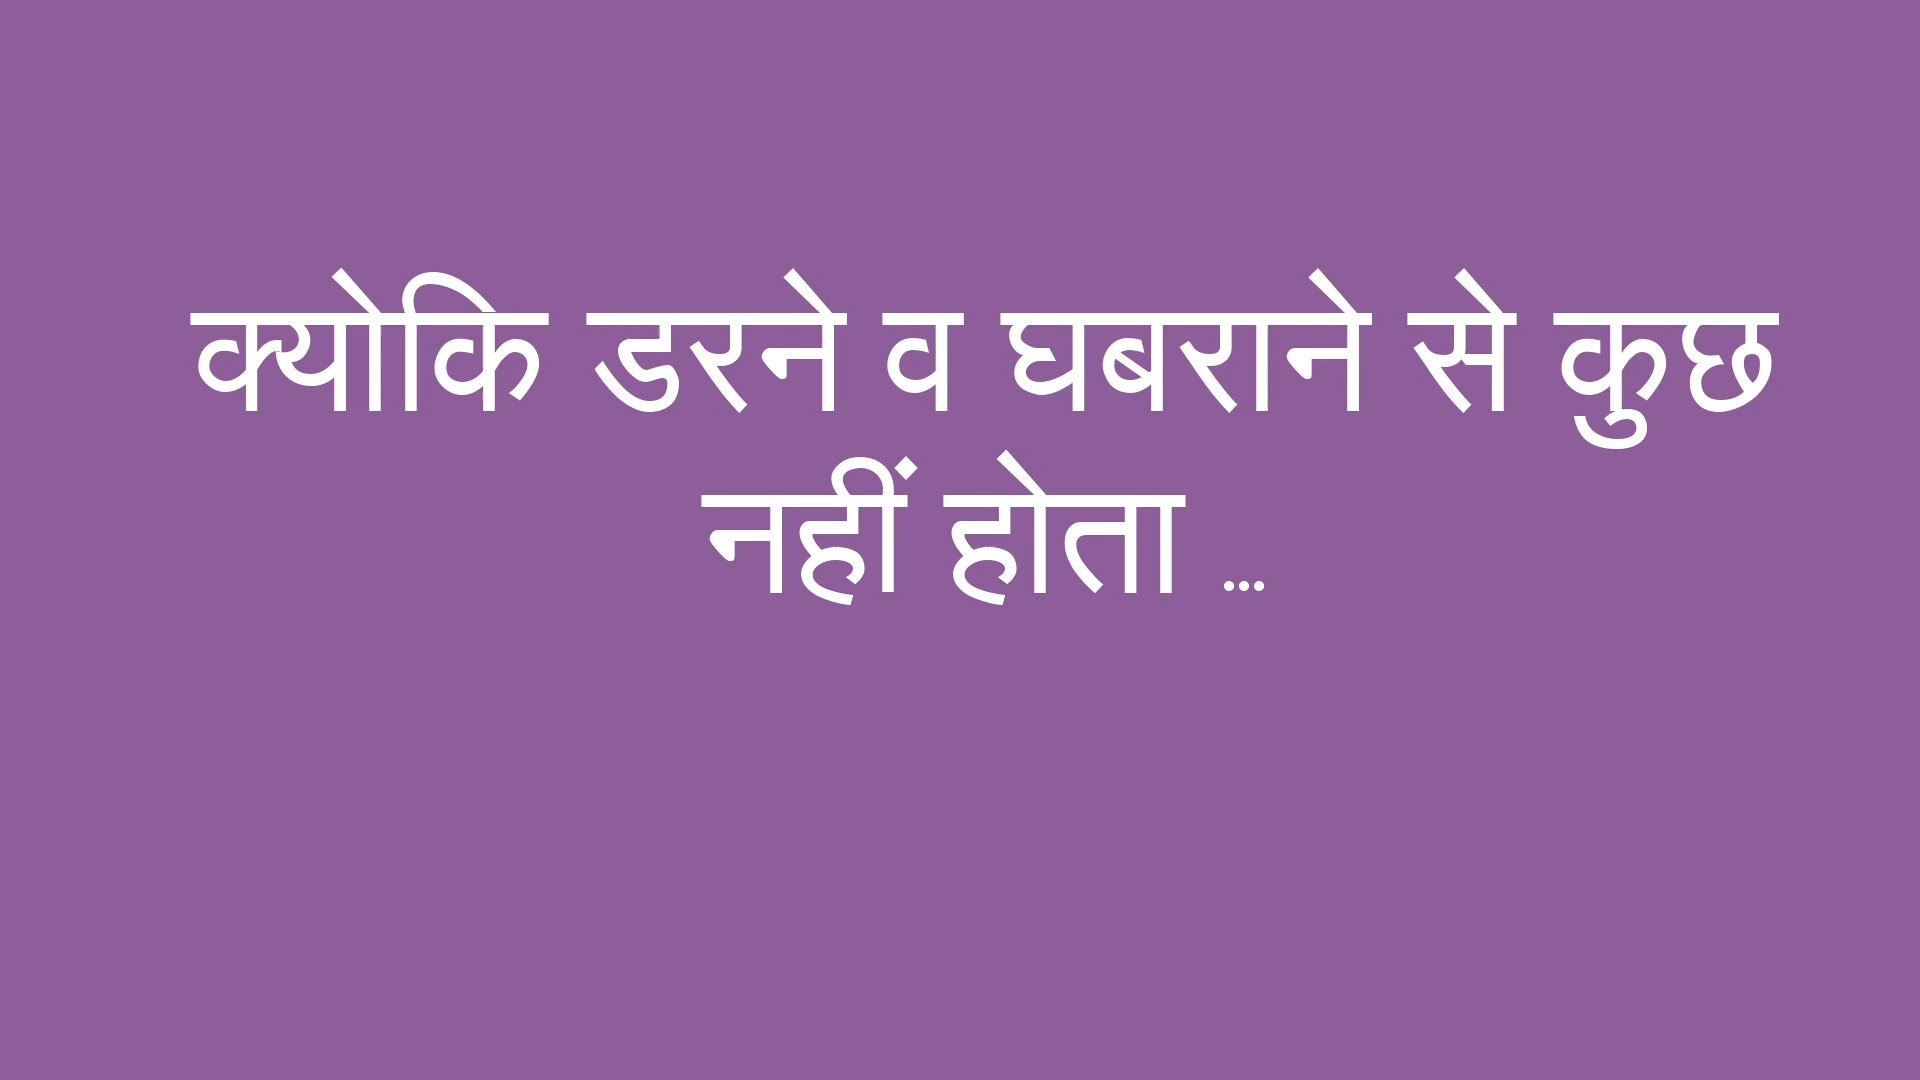 क्योकि डरने व घबराने से कुछ
नहीं होता ...